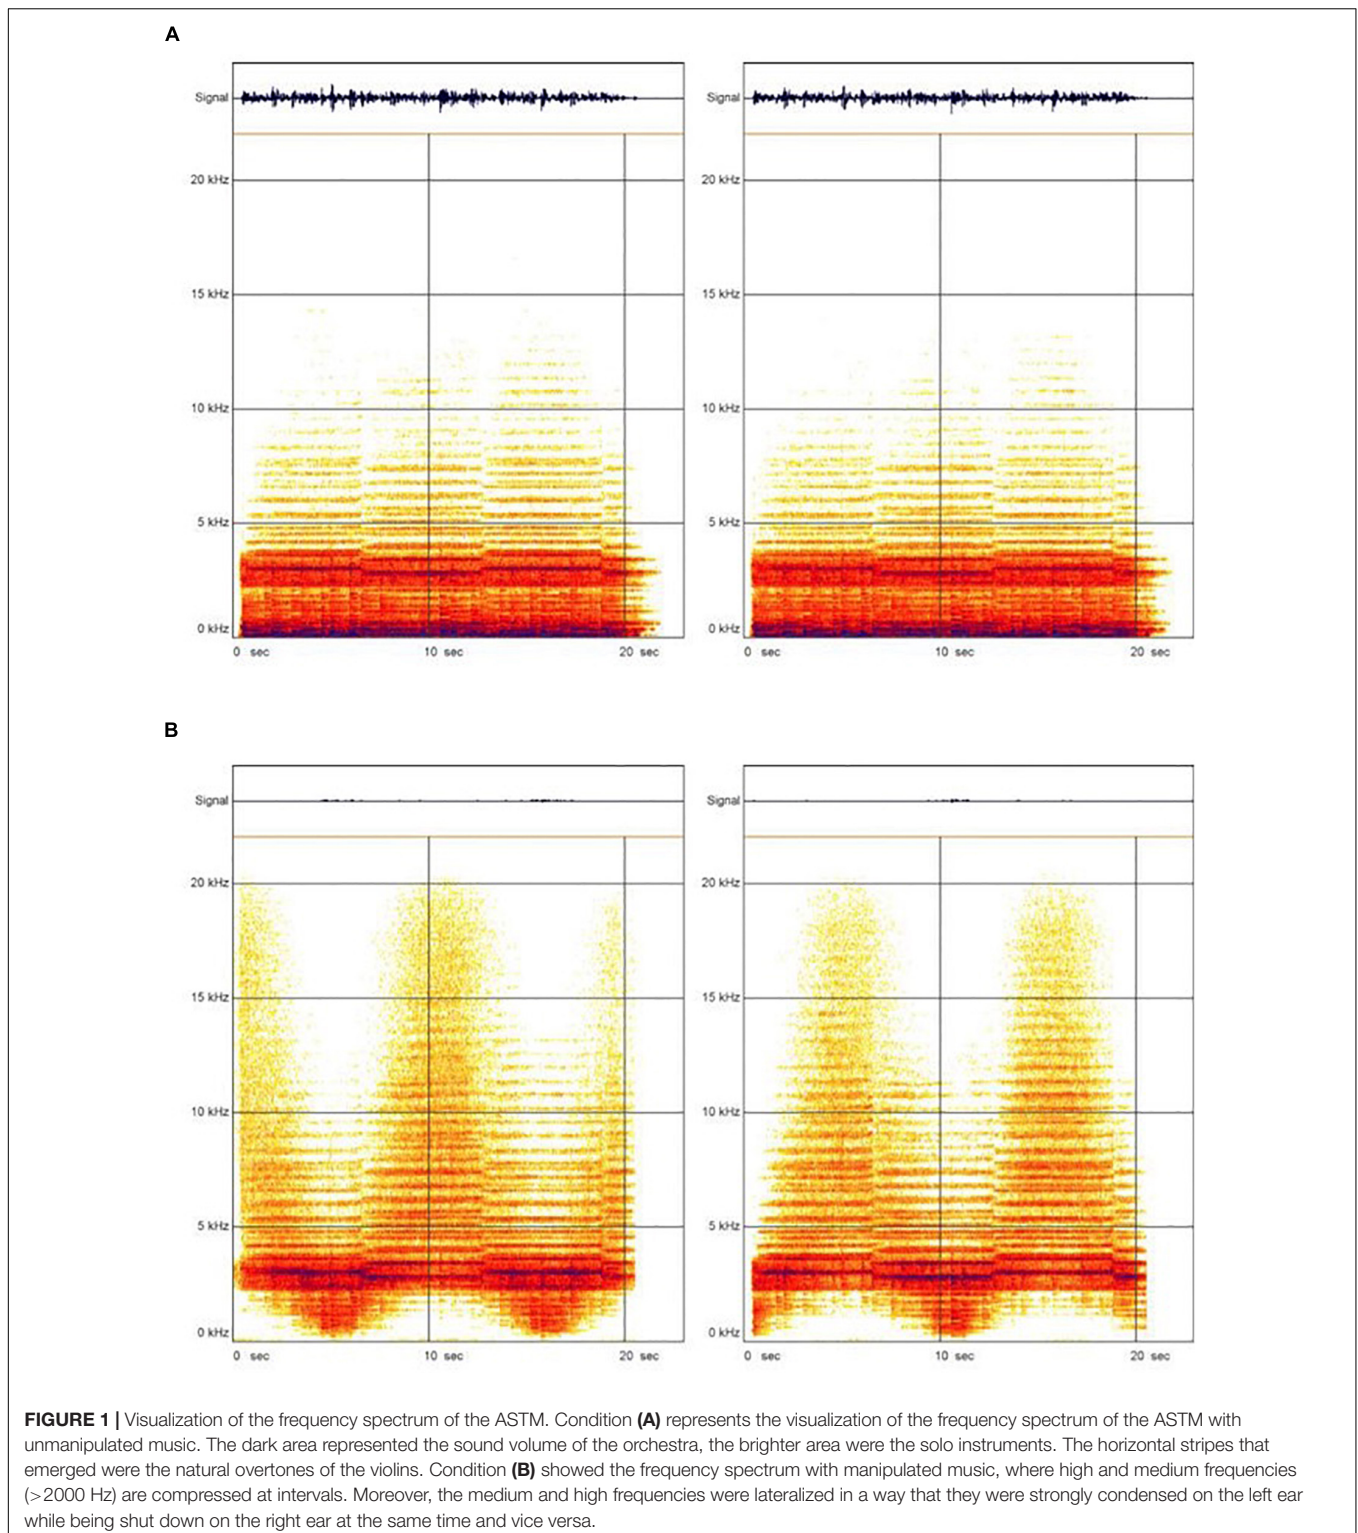 A
Signal
20 kHz
15 kHz
10 kHz
5 kHz
0 kHz
0 sec
10 sec
20 sec
Signal
20 kHz
15 kHz
10 kHz
5 kHz
0 kHz
0 sec
10 sec
20 sec
B
Signal
20 kHz
15 kHz
10 kHz
5 kHz
0 kHz
0 sec
10 sec
20 sec
Signal
20 kHz
15 kHz
10 kHz
5 kHz
0 kHz
0 sec
10 sec
20 sec
FIGURE 1 | Visualization of the frequency spectrum of the ASTM. Condition (A) represents the visualization of the frequency spectrum of the ASTM with
unmanipulated music. The dark area represented the sound volume of the orchestra, the brighter area were the solo instruments. The horizontal stripes that
emerged were the natural overtones of the violins. Condition (B) showed the frequency spectrum with manipulated music, where high and medium frequencies
(>2000 Hz) are compressed at intervals. Moreover, the medium and high frequencies were lateralized in a way that they were strongly condensed on the left ear
while being shut down on the right ear at the same time and vice versa.